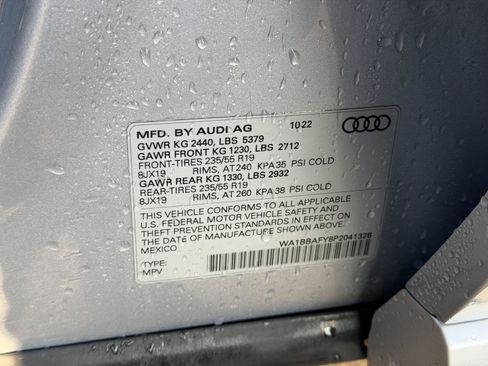 MFD. BY AUDI AG 10-22
GVWR KG 2440, LBS 5379
GAWR FRONT KG 1230, LBS 2712
FRONT-TIRES 235/55 R19
8JX19 RIMS, AT 240 KPA 35 PSI COLD
GAWR REAR KG 1330, LBS 2932
REAR-TIRES 235/55 R19
8JX19 RIMS, AT 260 KPA 38 PSI COLD
THIS VEHICLE CONFORMS TO ALL APPLICABLE
U.S. FEDERAL MOTOR VEHICLE SAFETY AND
THEFT PREVENTION STANDARDS IN EFFECT ON
THE DATE OF MANUFACTURE SHOWN ABOVE
MEXICO
WA1BBAFY8P2041328
TYPE:
MPV